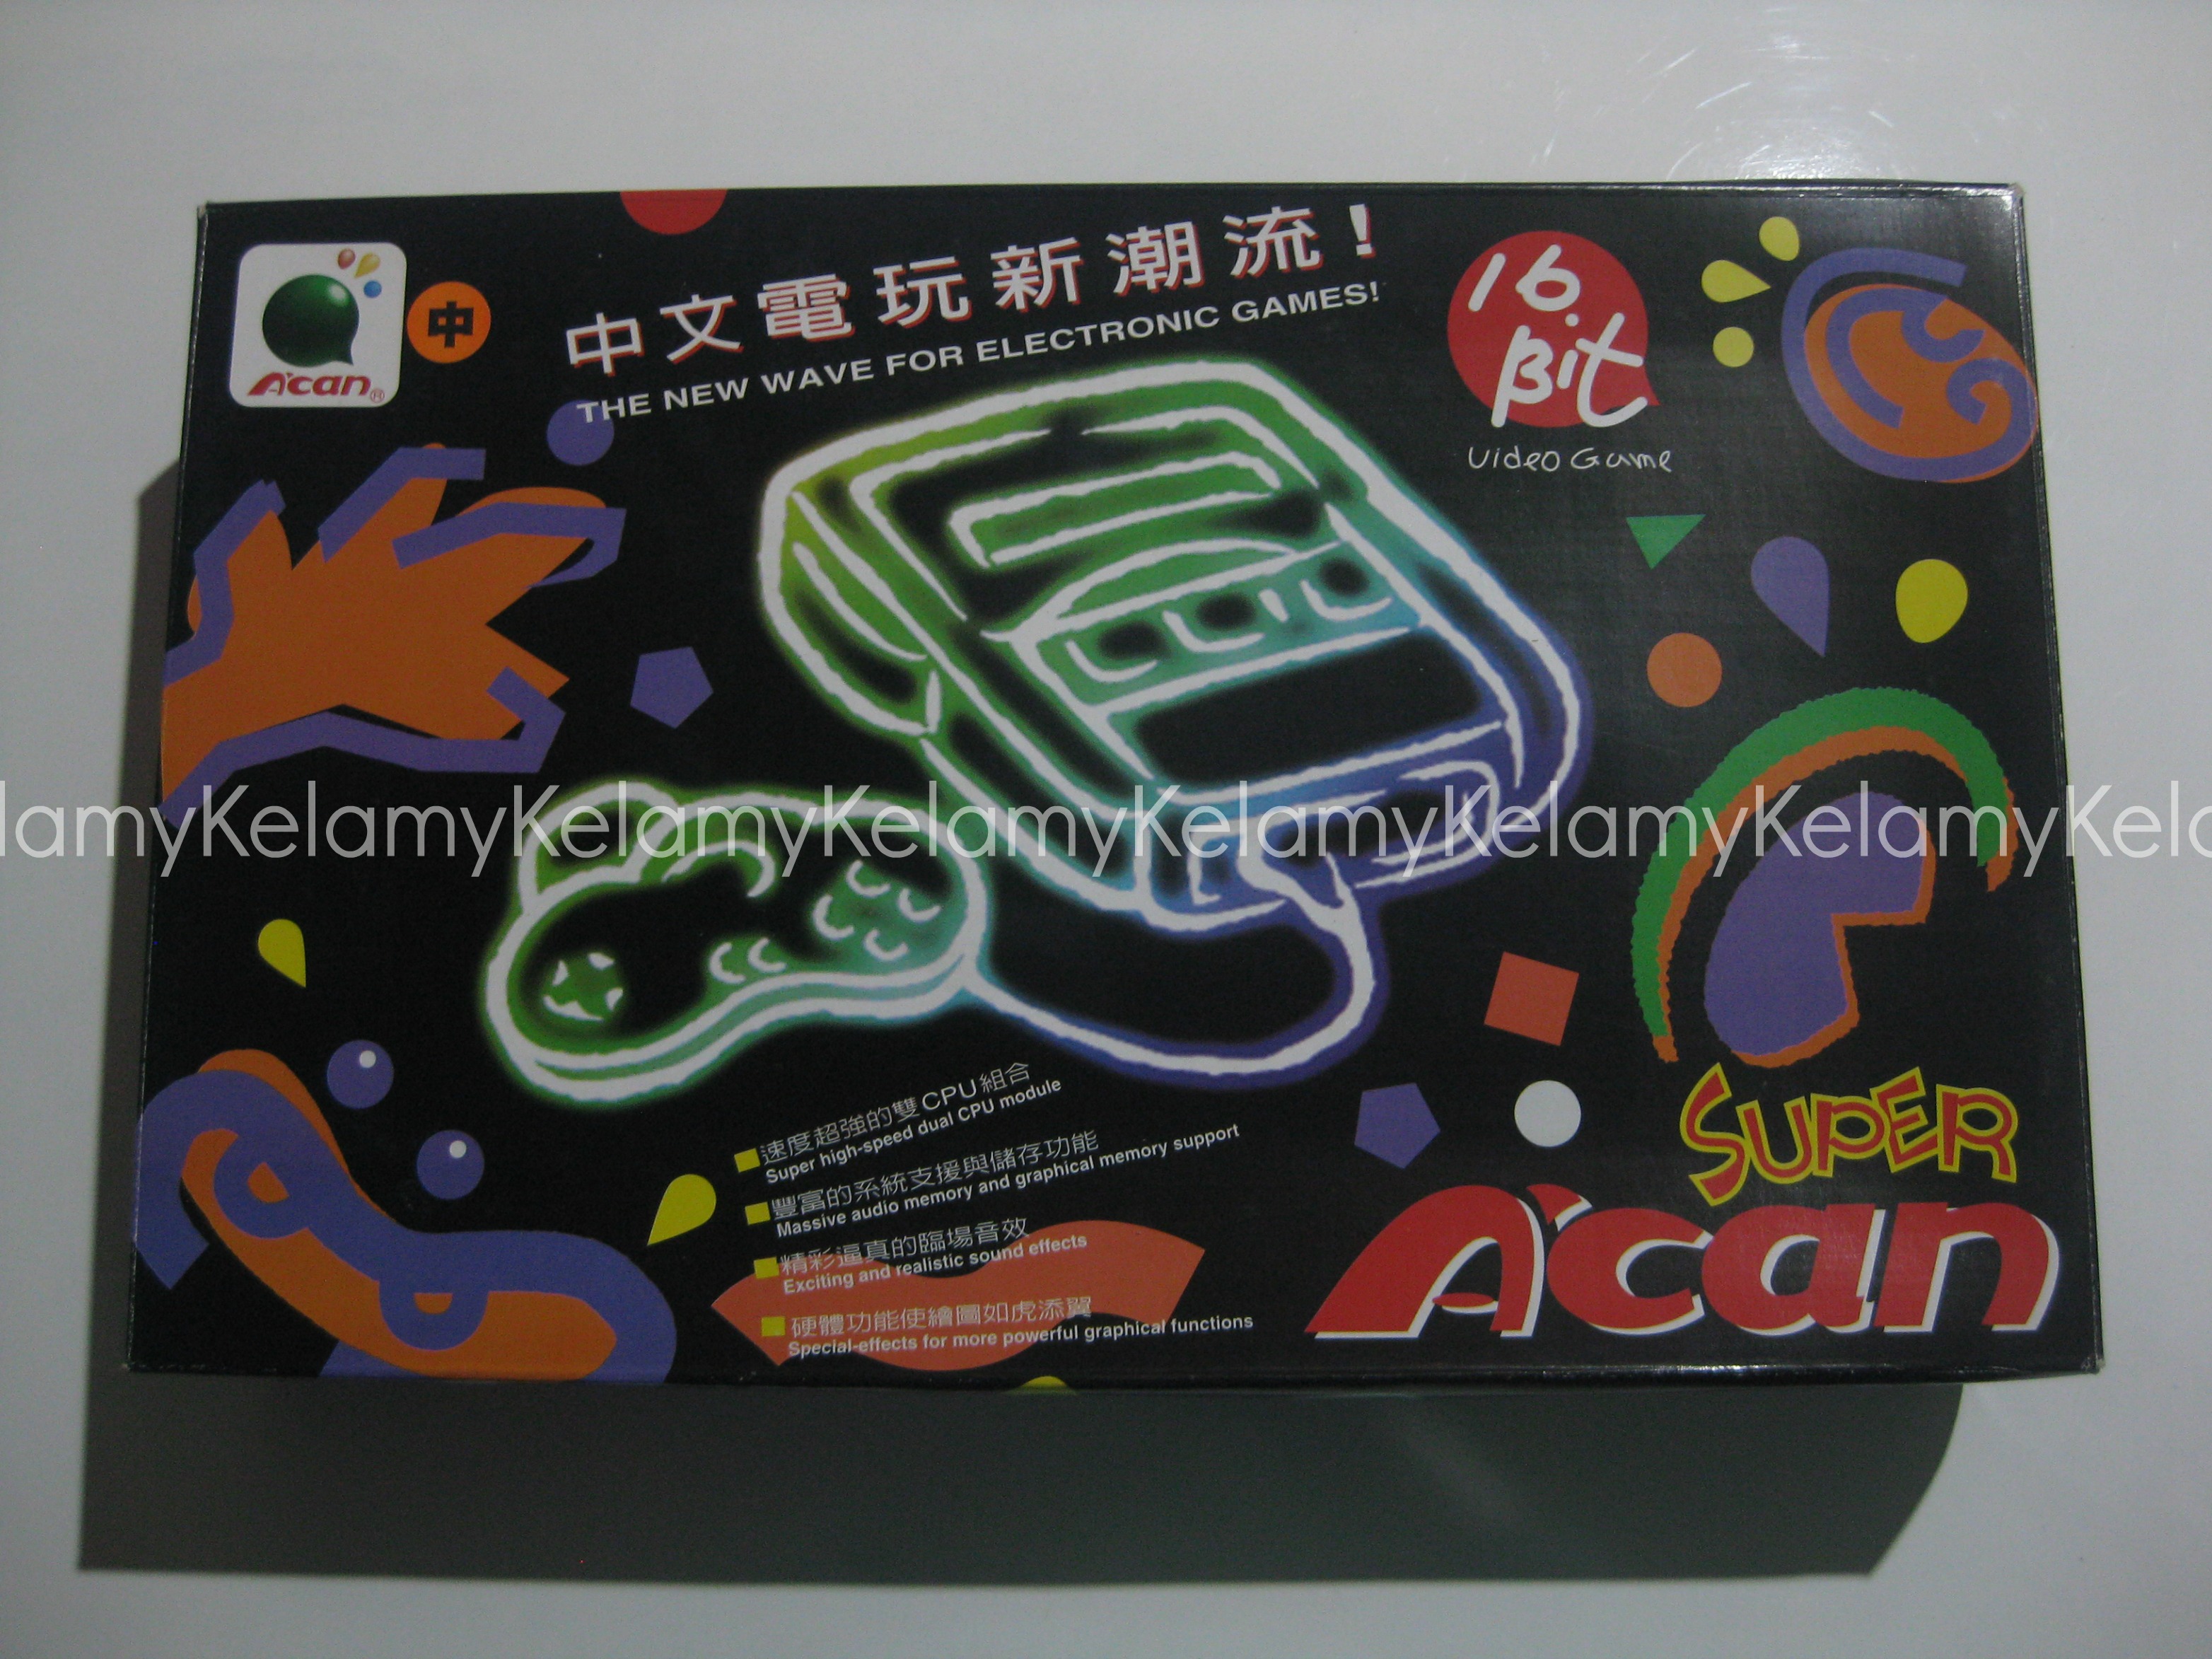 A'can®
中
中文電玩新潮流！
THE NEW WAVE FOR ELECTRONIC GAMES!
16
Bit
Video Game
lamyKelamyKelamyKelamyKelamyKelamyKelamyKela
速度超強的雙CPU組合
Super high-speed dual CPU module
豐富的系統支援與儲存功能
Massive audio memory and graphical memory support
精彩逼真的臨場音效
Exciting and realistic sound effects
硬體功能使繪圖如虎添翼
Special-effects for more powerful graphical functions
SUPER
A'can